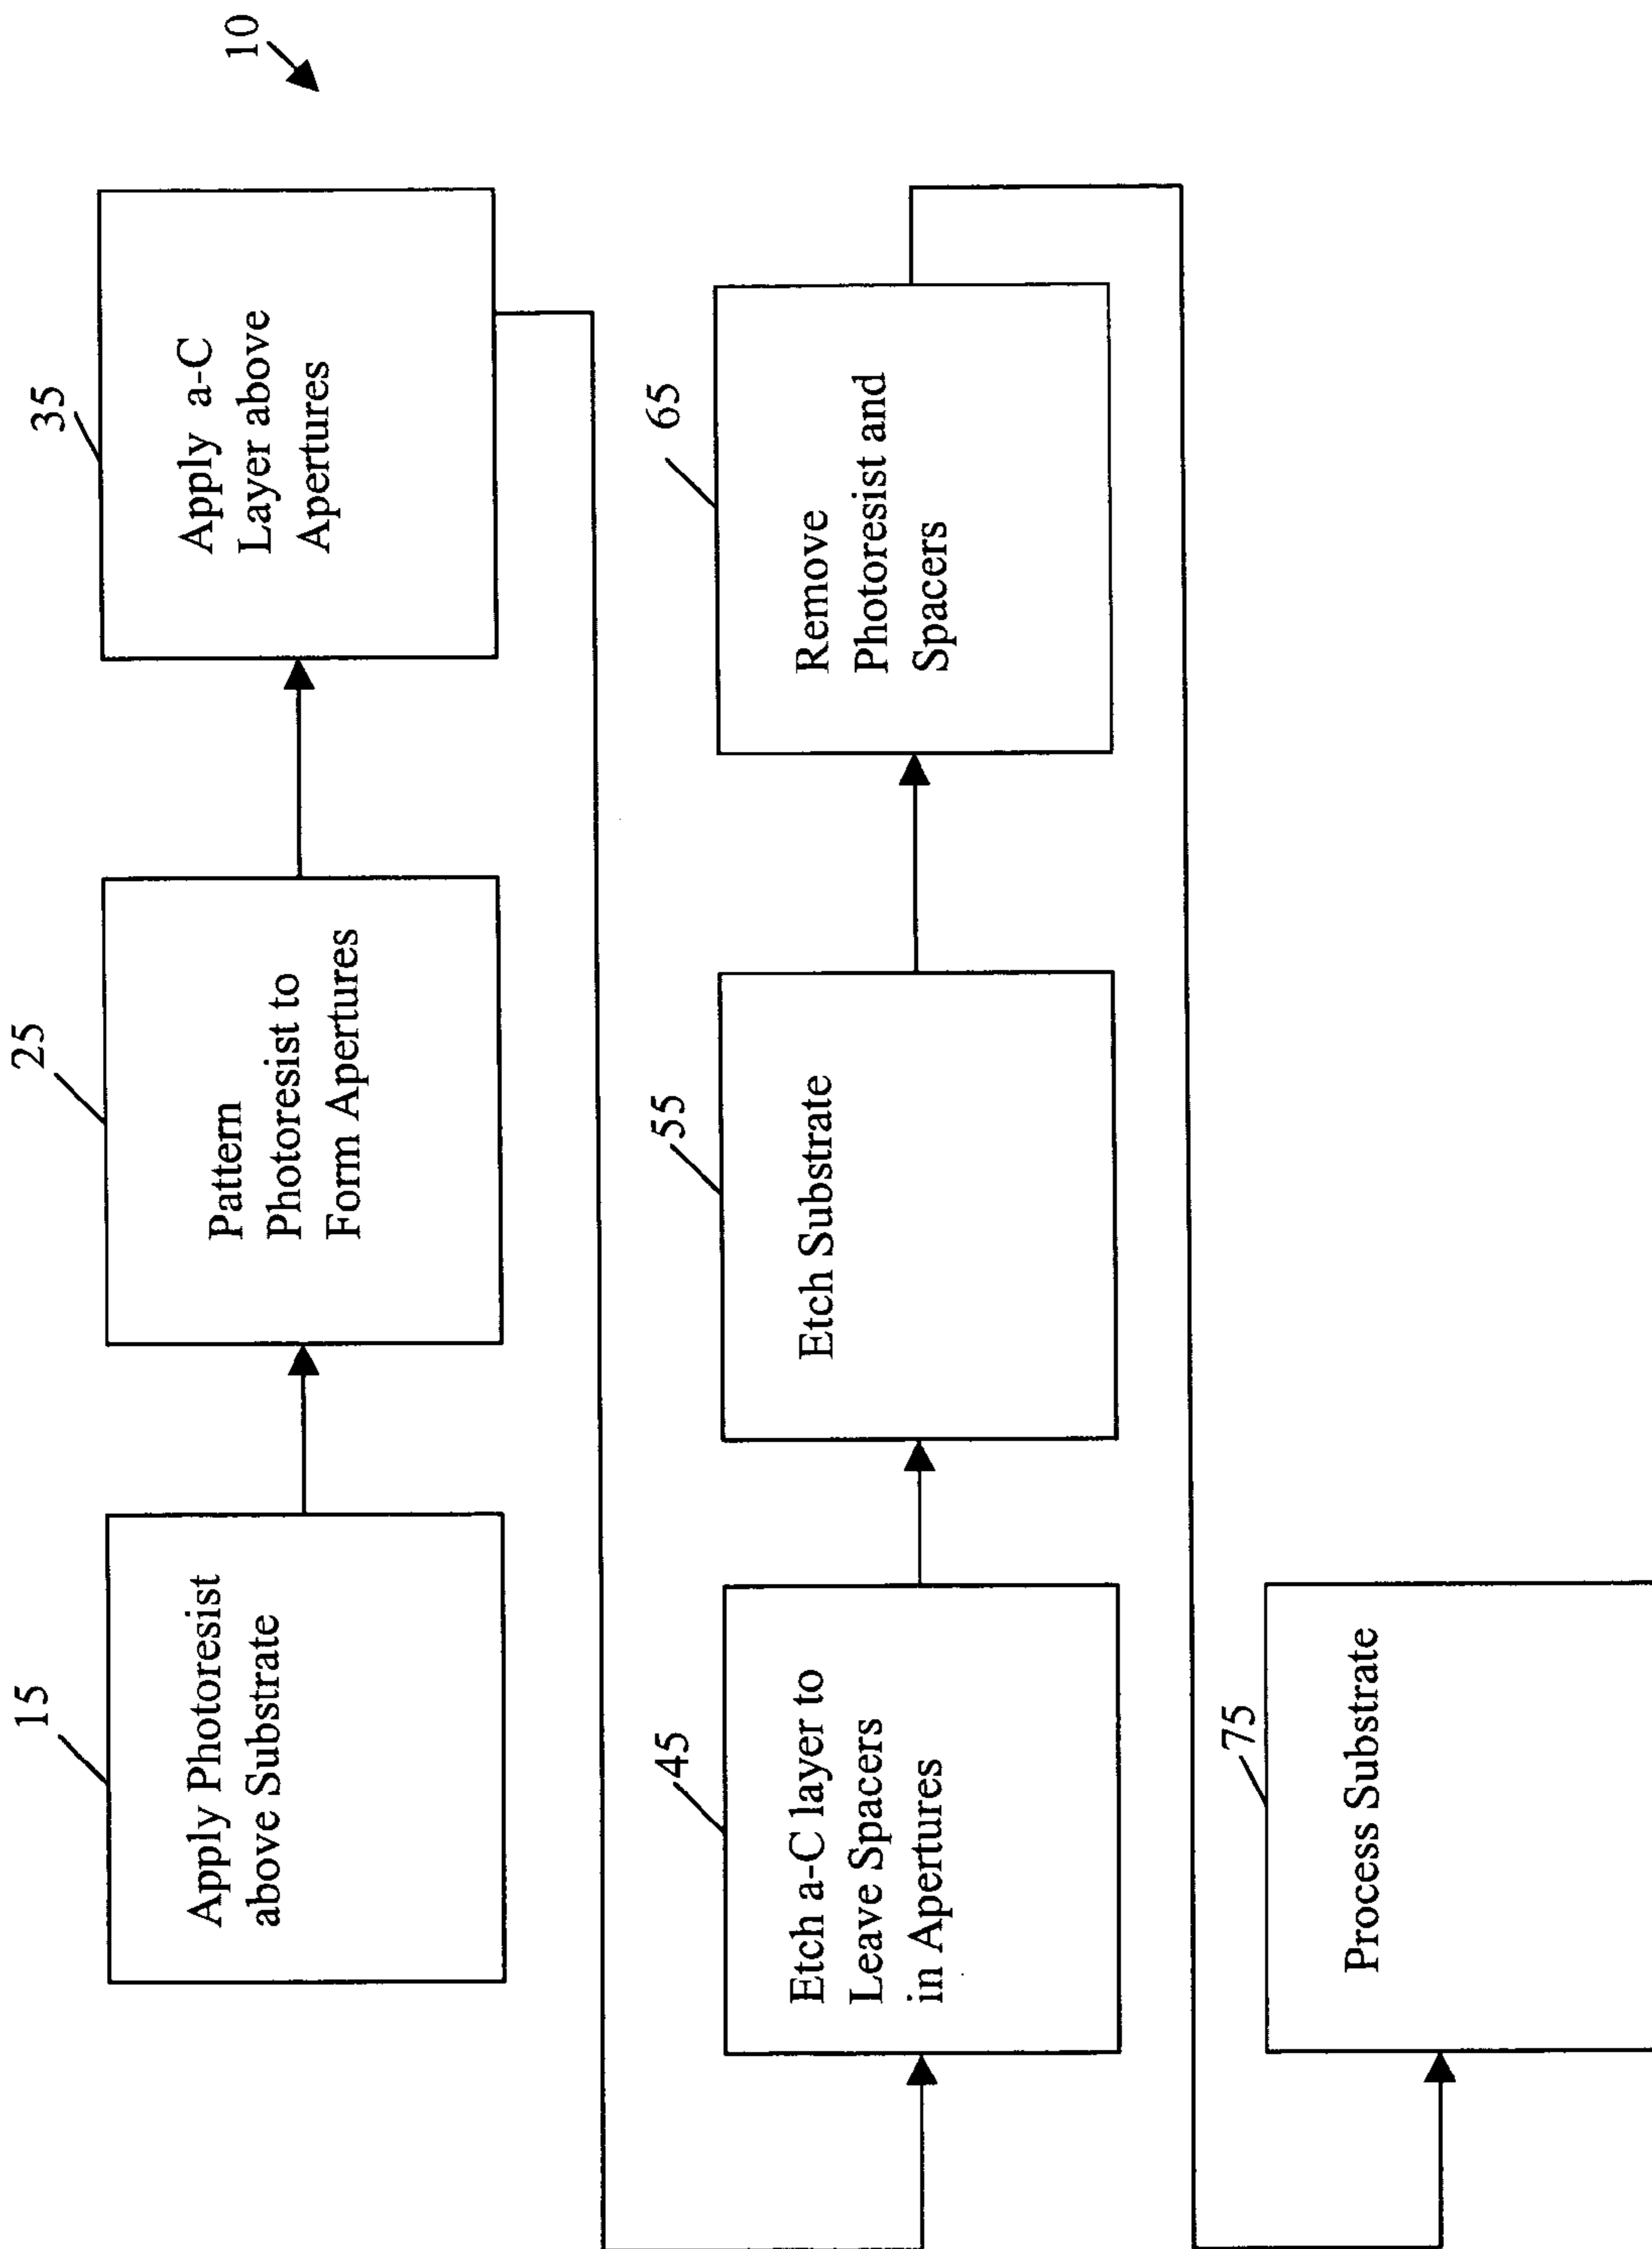 10
15
Apply Photoresist
above Substrate
25
Pattern
Photoresist to
Form Apertures
35
Apply a-C
Layer above
Apertures
45
Etch a-C layer to
Leave Spacers
in Apertures
55
Etch Substrate
65
Remove
Photoresist and
Spacers
75
Process Substrate